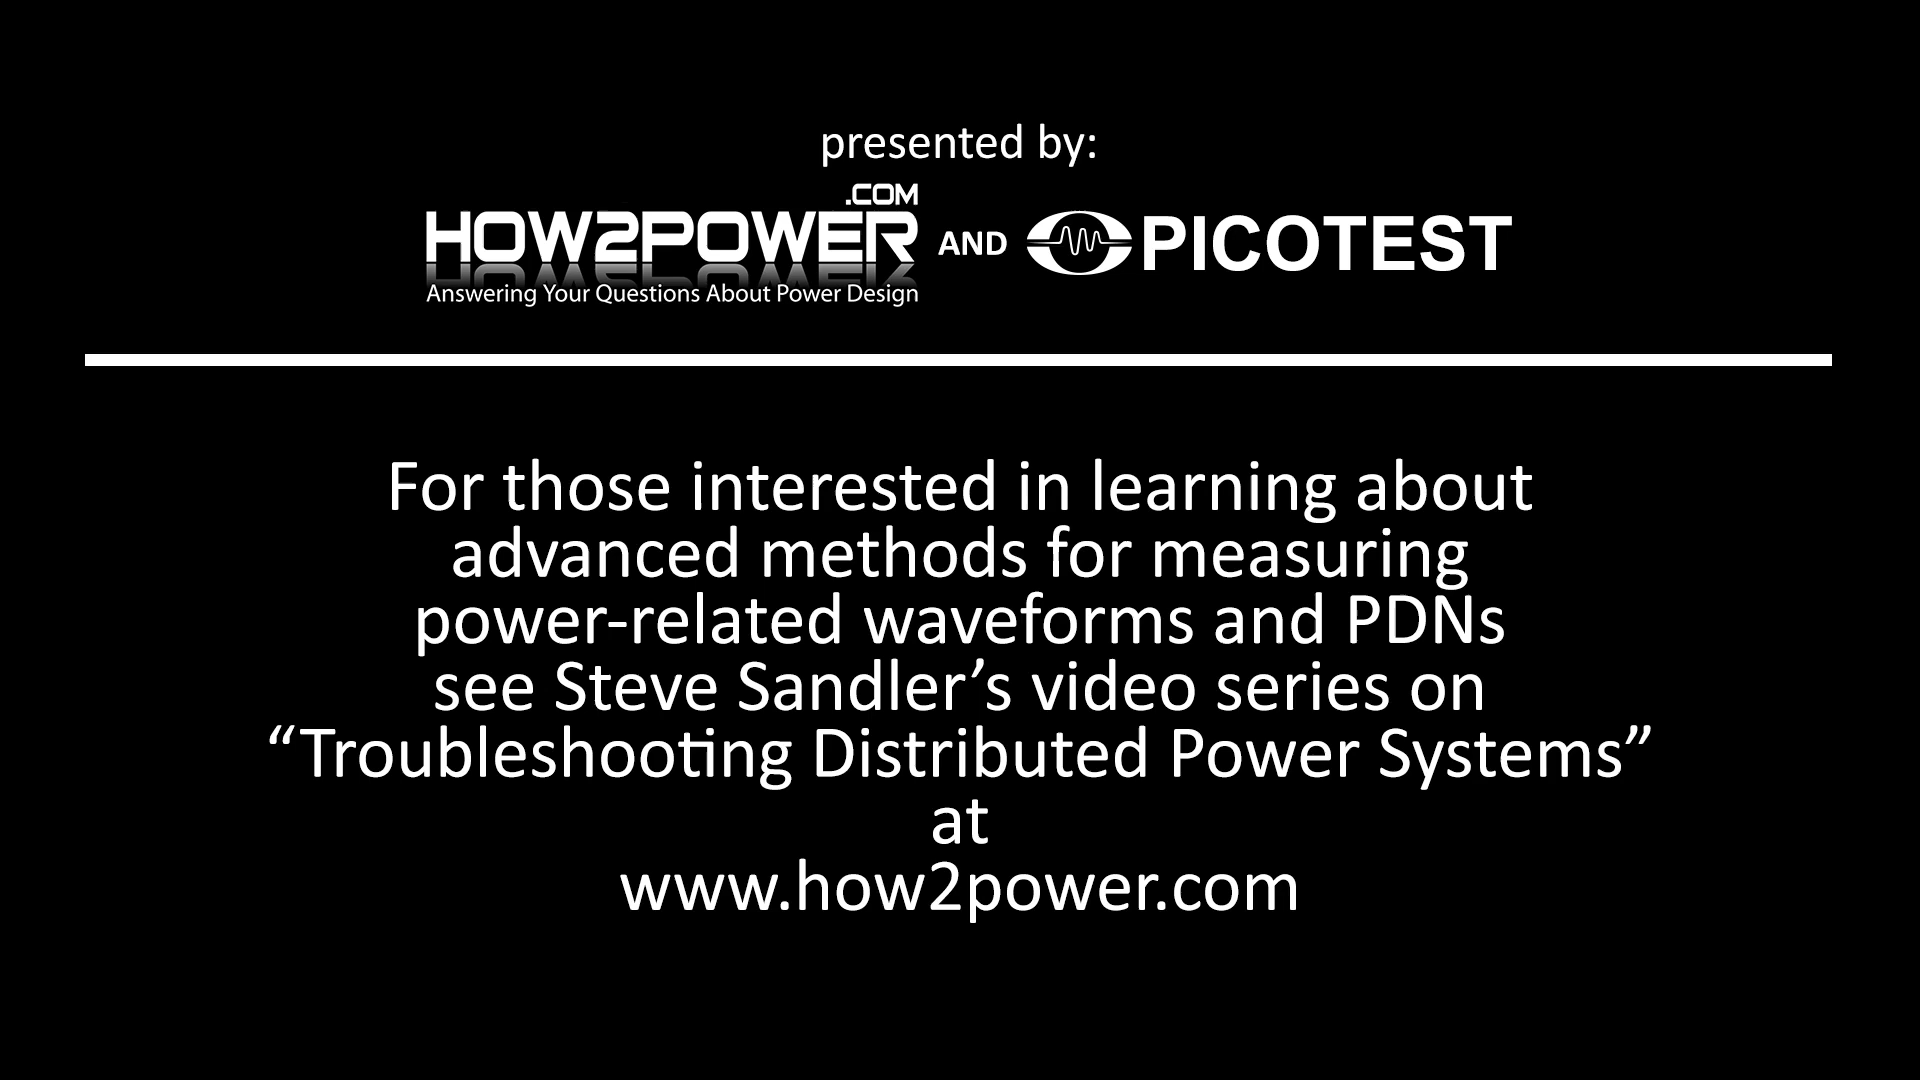 presented by:
.COM
HOW2POWER AND PICOTEST
Answering Your Questions About Power Design
For those interested in learning about
advanced methods for measuring
power-related waveforms and PDNs
see Steve Sandler’s video series on
“Troubleshooting Distributed Power Systems”
at
www.how2power.com